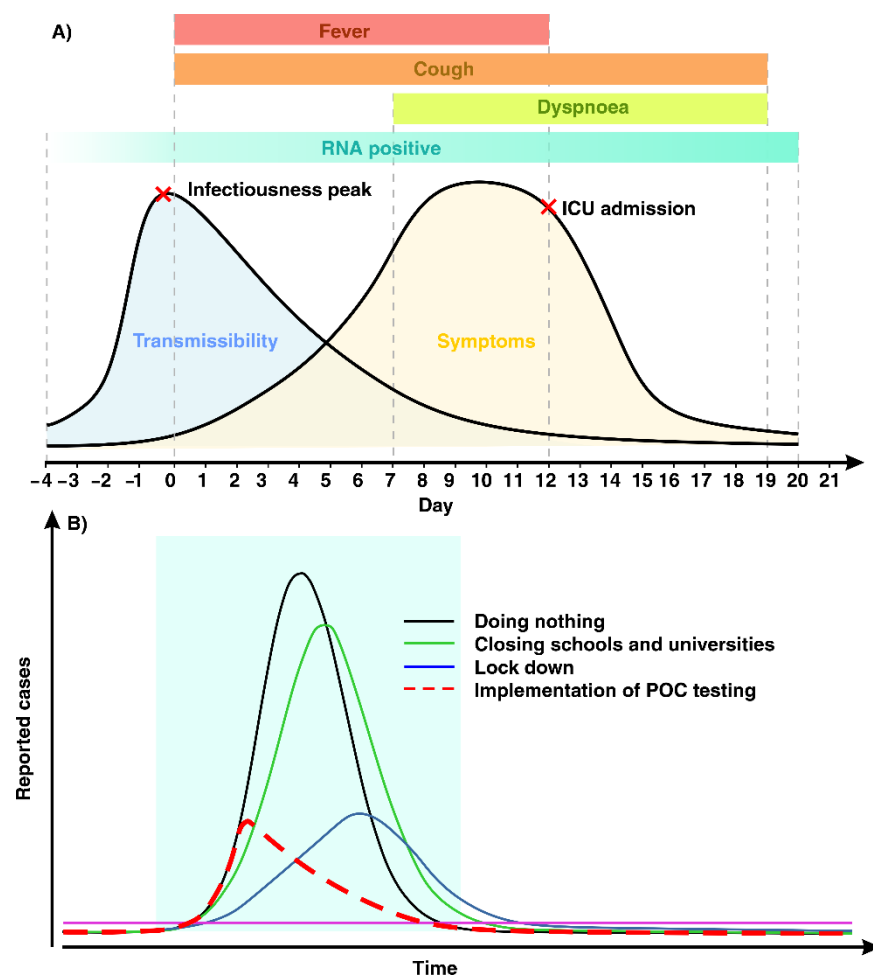 A)
Fever
Cough
Dyspnoea
RNA positive
Infectiousness peak
ICU admission
Transmissibility
Symptoms
−4 −3 −2 −1 0 1 2 3 4 5 6 7 8 9 10 11 12 13 14 15 16 17 18 19 20 21
Day
B)
Doing nothing
Closing schools and universities
Lock down
Implementation of POC testing
Reported cases
Time